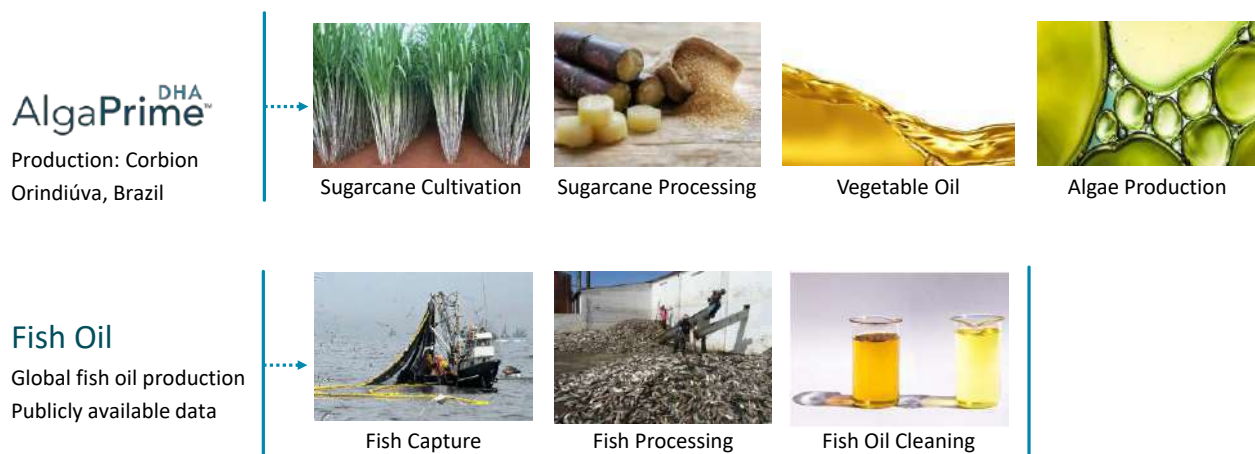 AlgaPrime™ DHA
Production: Corbion
Orindiúva, Brazil
Sugarcane Cultivation
Sugarcane Processing
Vegetable Oil
Algae Production
Fish Oil
Global fish oil production
Publicly available data
Fish Capture
Fish Processing
Fish Oil Cleaning